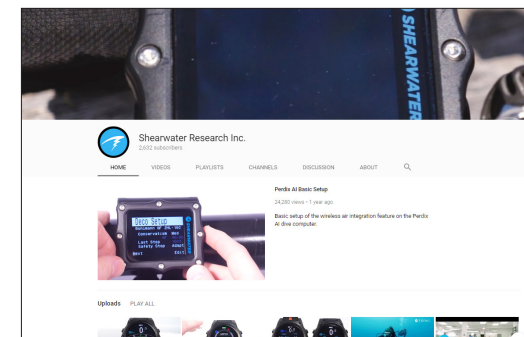 SHEARWATER
Shearwater Research Inc.
2,632 subscribers
HOME VIDEOS PLAYLISTS CHANNELS DISCUSSION ABOUT
Perdix AI Basic Setup
24,280 views • 1 year ago
Basic setup of the wireless air integration feature on the Perdix
AI dive computer.
Deco Setup
Conservatism
Last Stop
Safety Stop Adapt
Next Edit
Uploads PLAY ALL